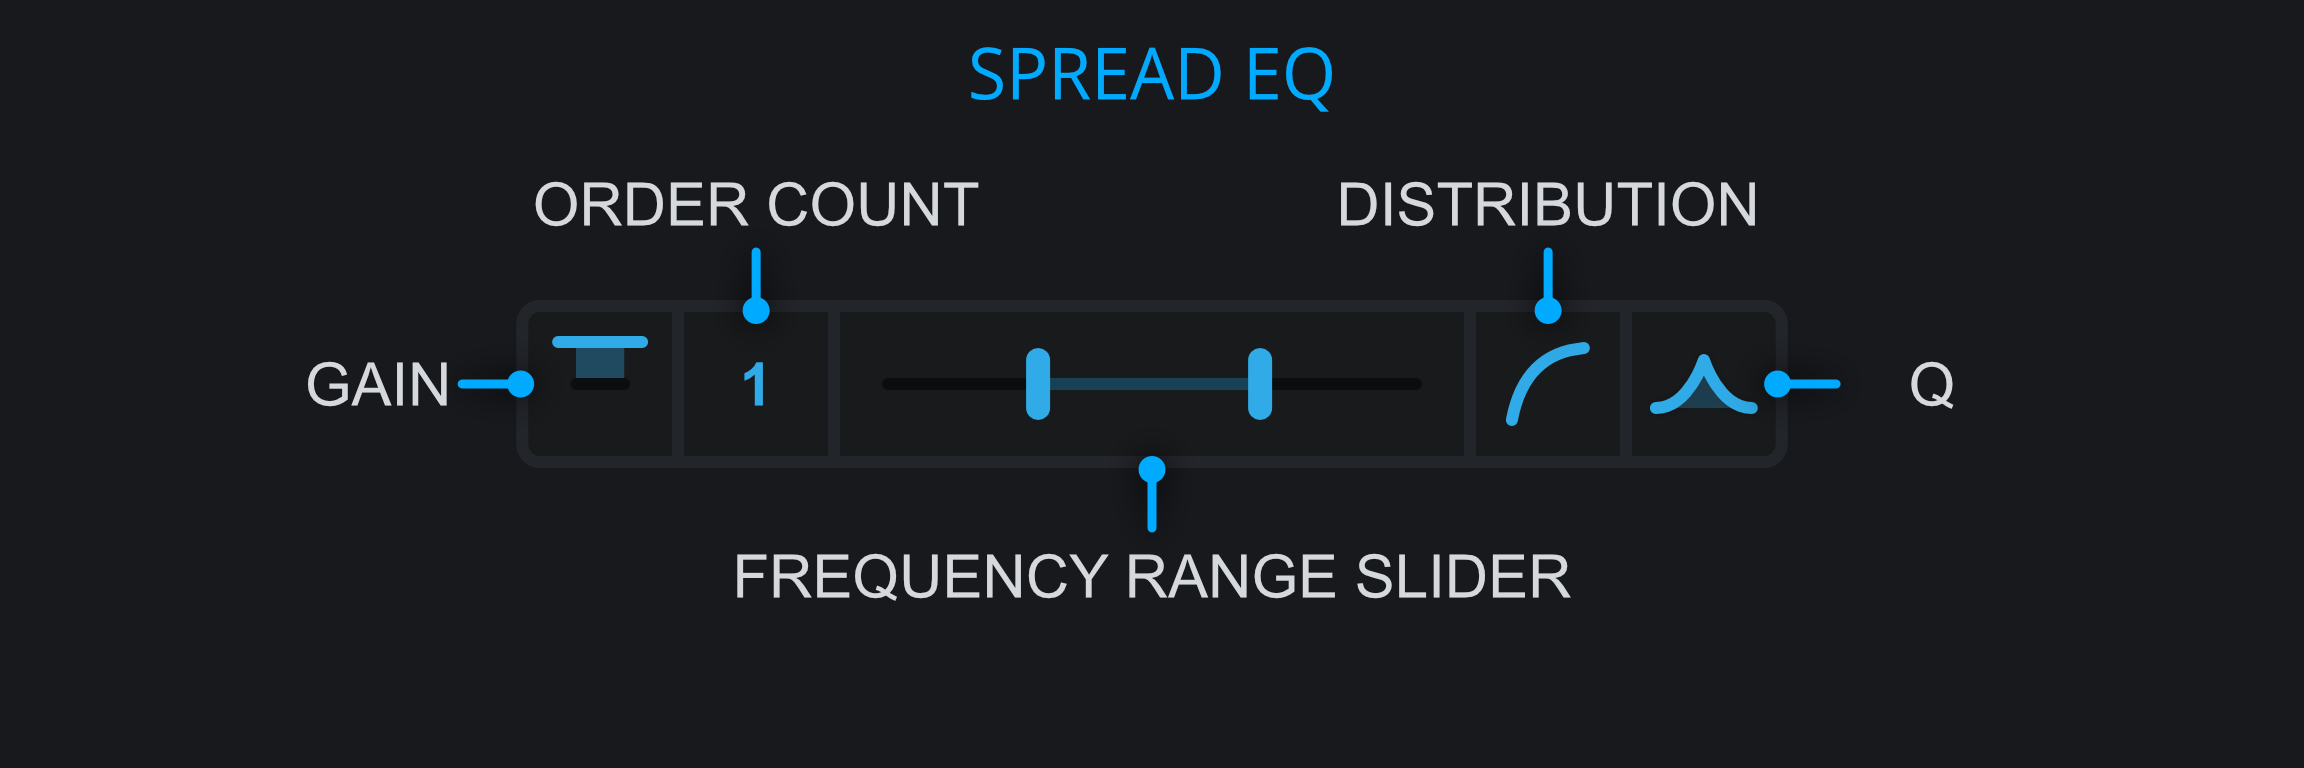 SPREAD EQ
ORDER COUNT
DISTRIBUTION
GAIN
1
Q
FREQUENCY RANGE SLIDER